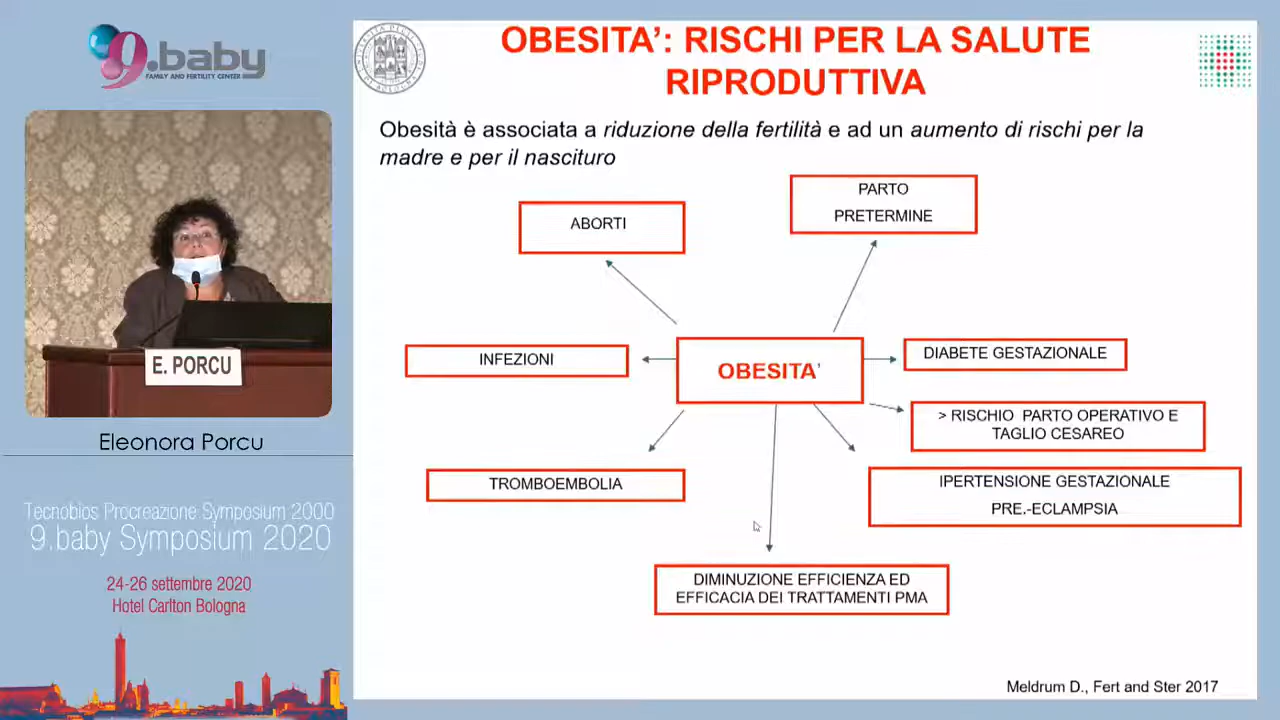 9.baby
FAMILY AND FERTILITY CENTER
E. PORCU
Eleonora Porcu
Tecnobios Procreazione Symposium 2000
9.baby Symposium 2020
24-26 settembre 2020
Hotel Carlton Bologna
OBESITA’: RISCHI PER LA SALUTE
RIPRODUTTIVA
Obesità è associata a riduzione della fertilità e ad un aumento di rischi per la
madre e per il nascituro
ABORTI
PARTO
PRETERMINE
INFEZIONI
OBESITA’
DIABETE GESTAZIONALE
> RISCHIO PARTO OPERATIVO E
TAGLIO CESAREO
TROMBOEMBOLIA
IPERTENSIONE GESTAZIONALE
PRE.-ECLAMPSIA
DIMINUZIONE EFFICIENZA ED
EFFICACIA DEI TRATTAMENTI PMA
Meldrum D., Fert and Ster 2017